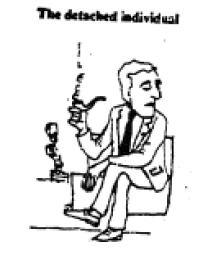 The detached individual